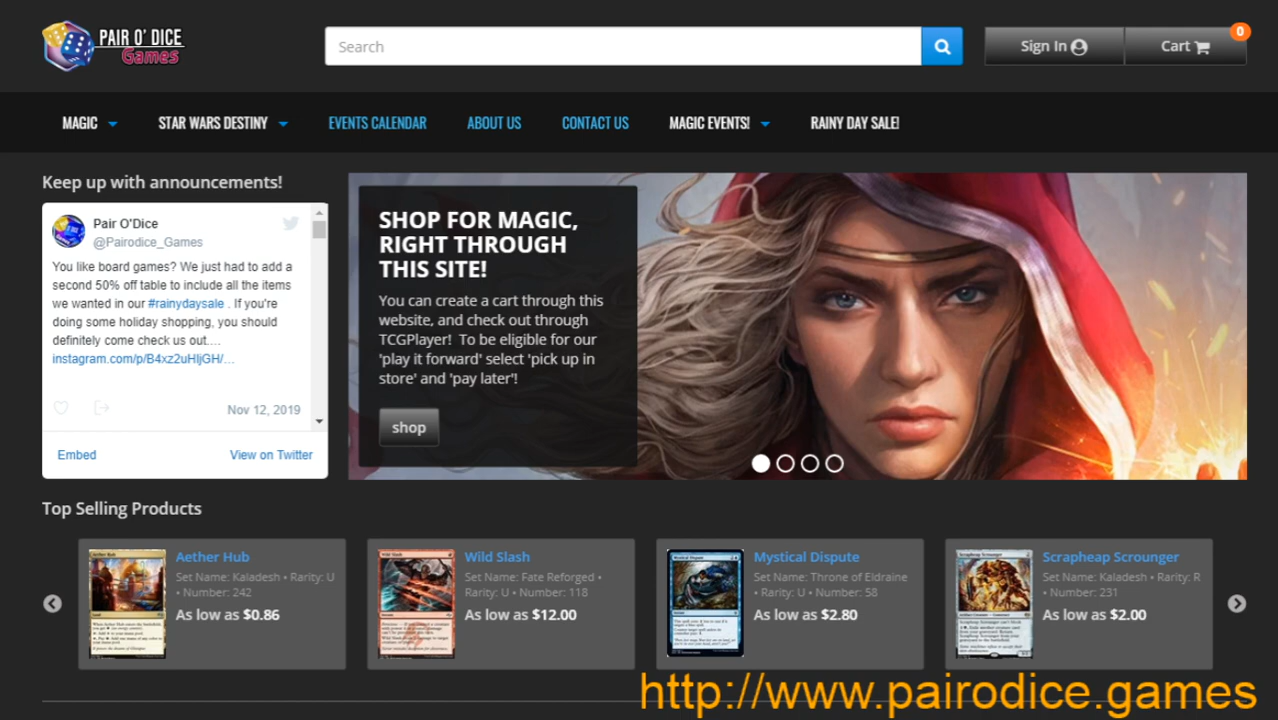 PAIR O' DICE
Games
Search
Sign In
Cart
0
MAGIC
STAR WARS DESTINY
EVENTS CALENDAR
ABOUT US
CONTACT US
MAGIC EVENTS!
RAINY DAY SALE!
Keep up with announcements!
Pair O'Dice
@Pairodice_Games
You like board games? We just had to add a
second 50% off table to include all the items
we wanted in our #rainydaysale . If you're
doing some holiday shopping, you should
definitely come check us out....
instagram.com/p/B4xz2uHIjGH/...
Nov 12, 2019
Embed
View on Twitter
SHOP FOR MAGIC,
RIGHT THROUGH
THIS SITE!
You can create a cart through this
website, and check out through
TCGPlayer! To be eligible for our
'play it forward' select 'pick up in
store' and 'pay later'!
shop
Top Selling Products
Aether Hub
Set Name: Kaladesh • Rarity: U
• Number: 242
As low as $0.86
Wild Slash
Set Name: Fate Reforged •
Rarity: U • Number: 118
As low as $12.00
Mystical Dispute
Set Name: Throne of Eldraine
• Rarity: U • Number: 58
As low as $2.80
Scrapheap Scrounger
Set Name: Kaladesh • Rarity: R
• Number: 231
As low as $2.00
http://www.pairodice.games